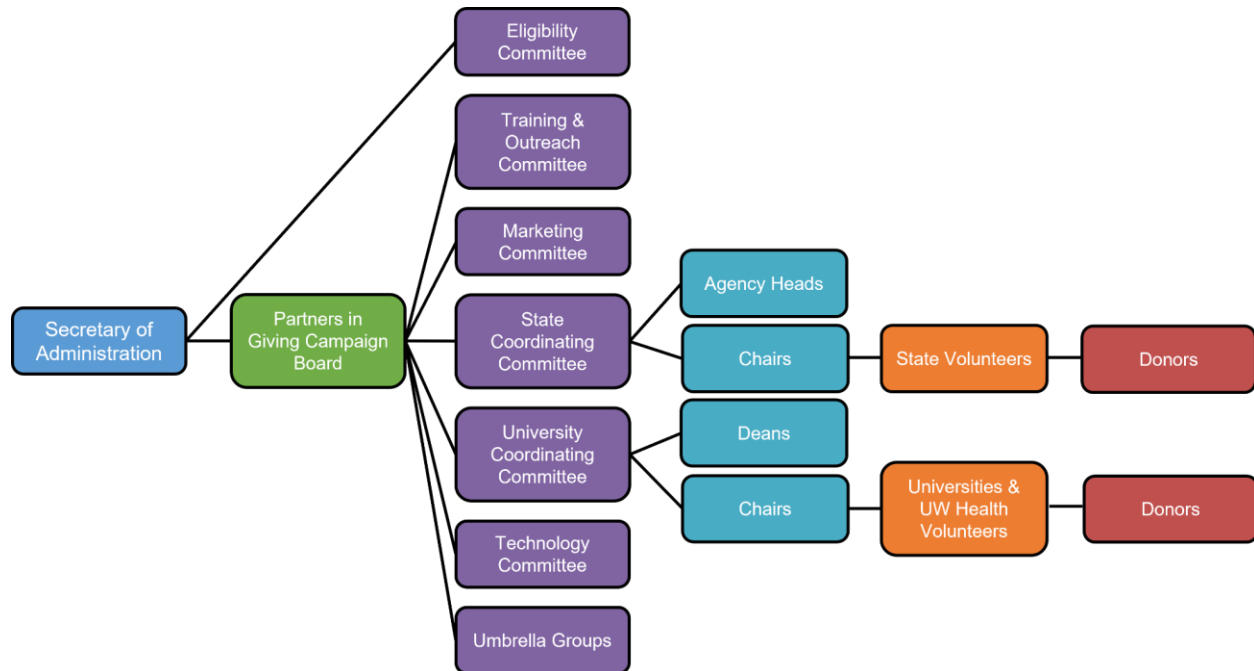 Eligibility
Committee
Training &
Outreach
Committee
Marketing
Committee
Agency Heads
Secretary of
Administration
Partners in
Giving Campaign
Board
State
Coordinating
Committee
Chairs
State Volunteers
Donors
University
Coordinating
Committee
Deans
Chairs
Universities &
UW Health
Volunteers
Donors
Technology
Committee
Umbrella Groups